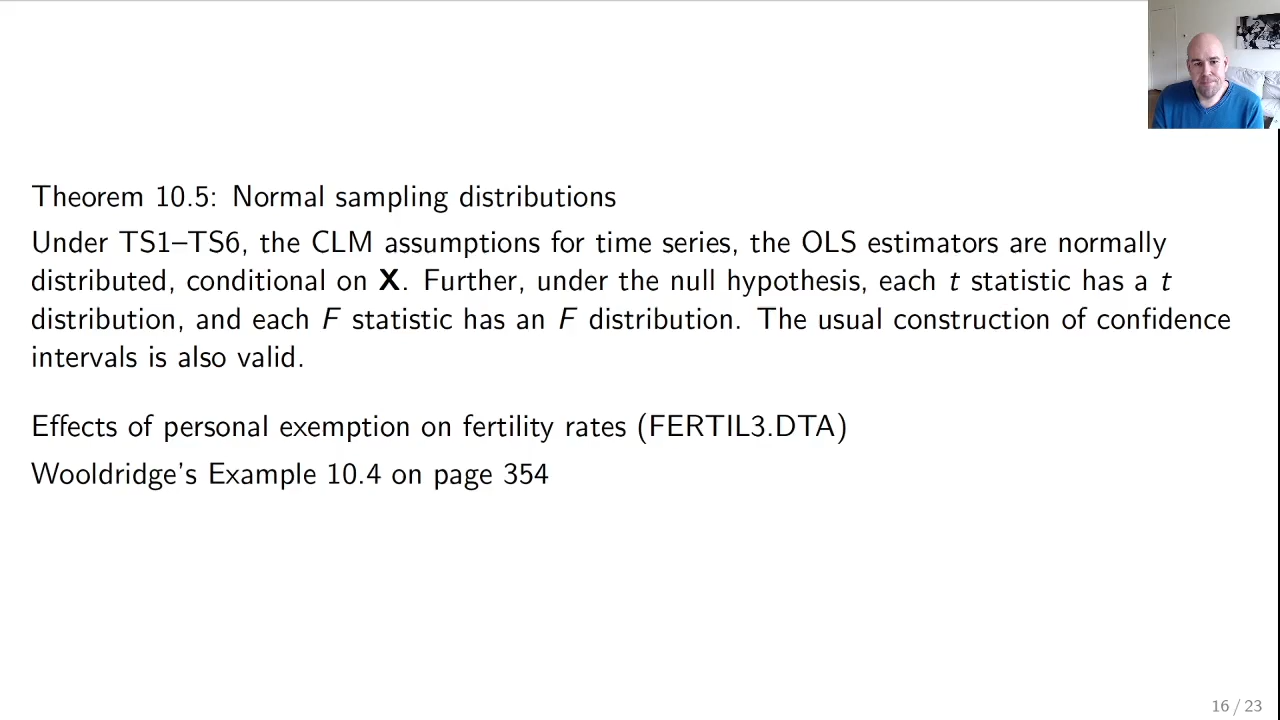 Theorem 10.5: Normal sampling distributions
Under TS1–TS6, the CLM assumptions for time series, the OLS estimators are normally
distributed, conditional on X. Further, under the null hypothesis, each t statistic has a t
distribution, and each F statistic has an F distribution. The usual construction of confidence
intervals is also valid.
Effects of personal exemption on fertility rates (FERTIL3.DTA)
Wooldridge's Example 10.4 on page 354
16 / 23